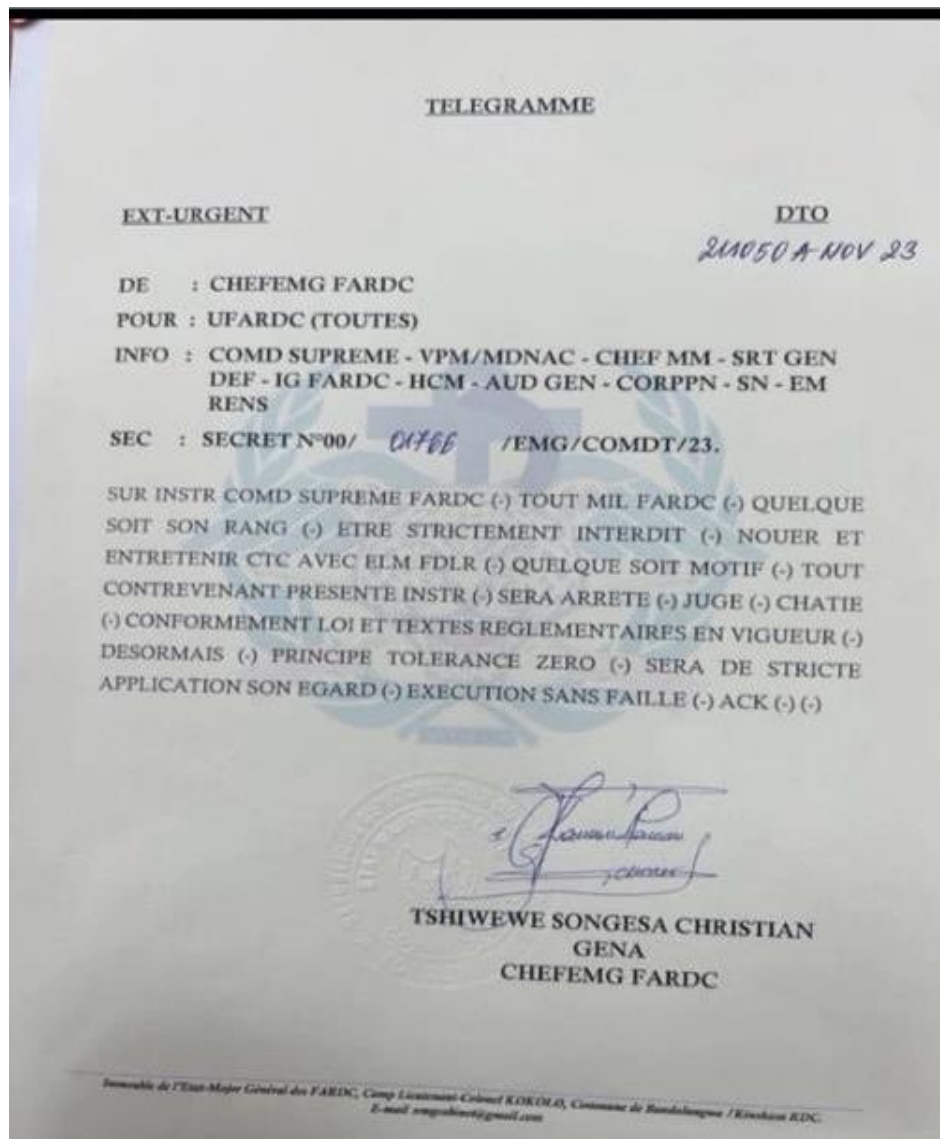 TELEGRAMME
EXT-URGENT
DTO
211050 A NOV 23
DE : CHEFEMG FARDC
POUR : UFARDC (TOUTES)
INFO : COMD SUPREME - VPM/MDNAC - CHEF MM - SRT GEN
DEF - IG FARDC - HCM - AUD GEN - CORPPN - SN - EM
RENS
SEC : SECRET N°00/ 01766 /EMG/COMDT/23.
SUR INSTR COMD SUPREME FARDC (-) TOUT MIL FARDC (-) QUELQUE
SOIT SON RANG (-) ETRE STRICTEMENT INTERDIT (-) NOUER ET
ENTRETENIR CTC AVEC ELM FDLR (-) QUELQUE SOIT MOTIF (-) TOUT
CONTREVENANT PRESENTE INSTR (-) SERA ARRETE (-) JUGE (-) CHATIE
(-) CONFORMEMENT LOI ET TEXTES REGLEMENTAIRES EN VIGUEUR (-)
DESORMAIS (-) PRINCIPE TOLERANCE ZERO (-) SERA DE STRICTE
APPLICATION SON EGARD (-) EXECUTION SANS FAILLE (-) ACK (-) (-)
TSHIWEWE SONGESA CHRISTIAN
GENA
CHEFEMG FARDC
Immeuble de l'Etat-Major Général des FARDC, Camp Lieutenant-Colonel KOKOLO, Commune de / Kinshasa RDC.
E-mail